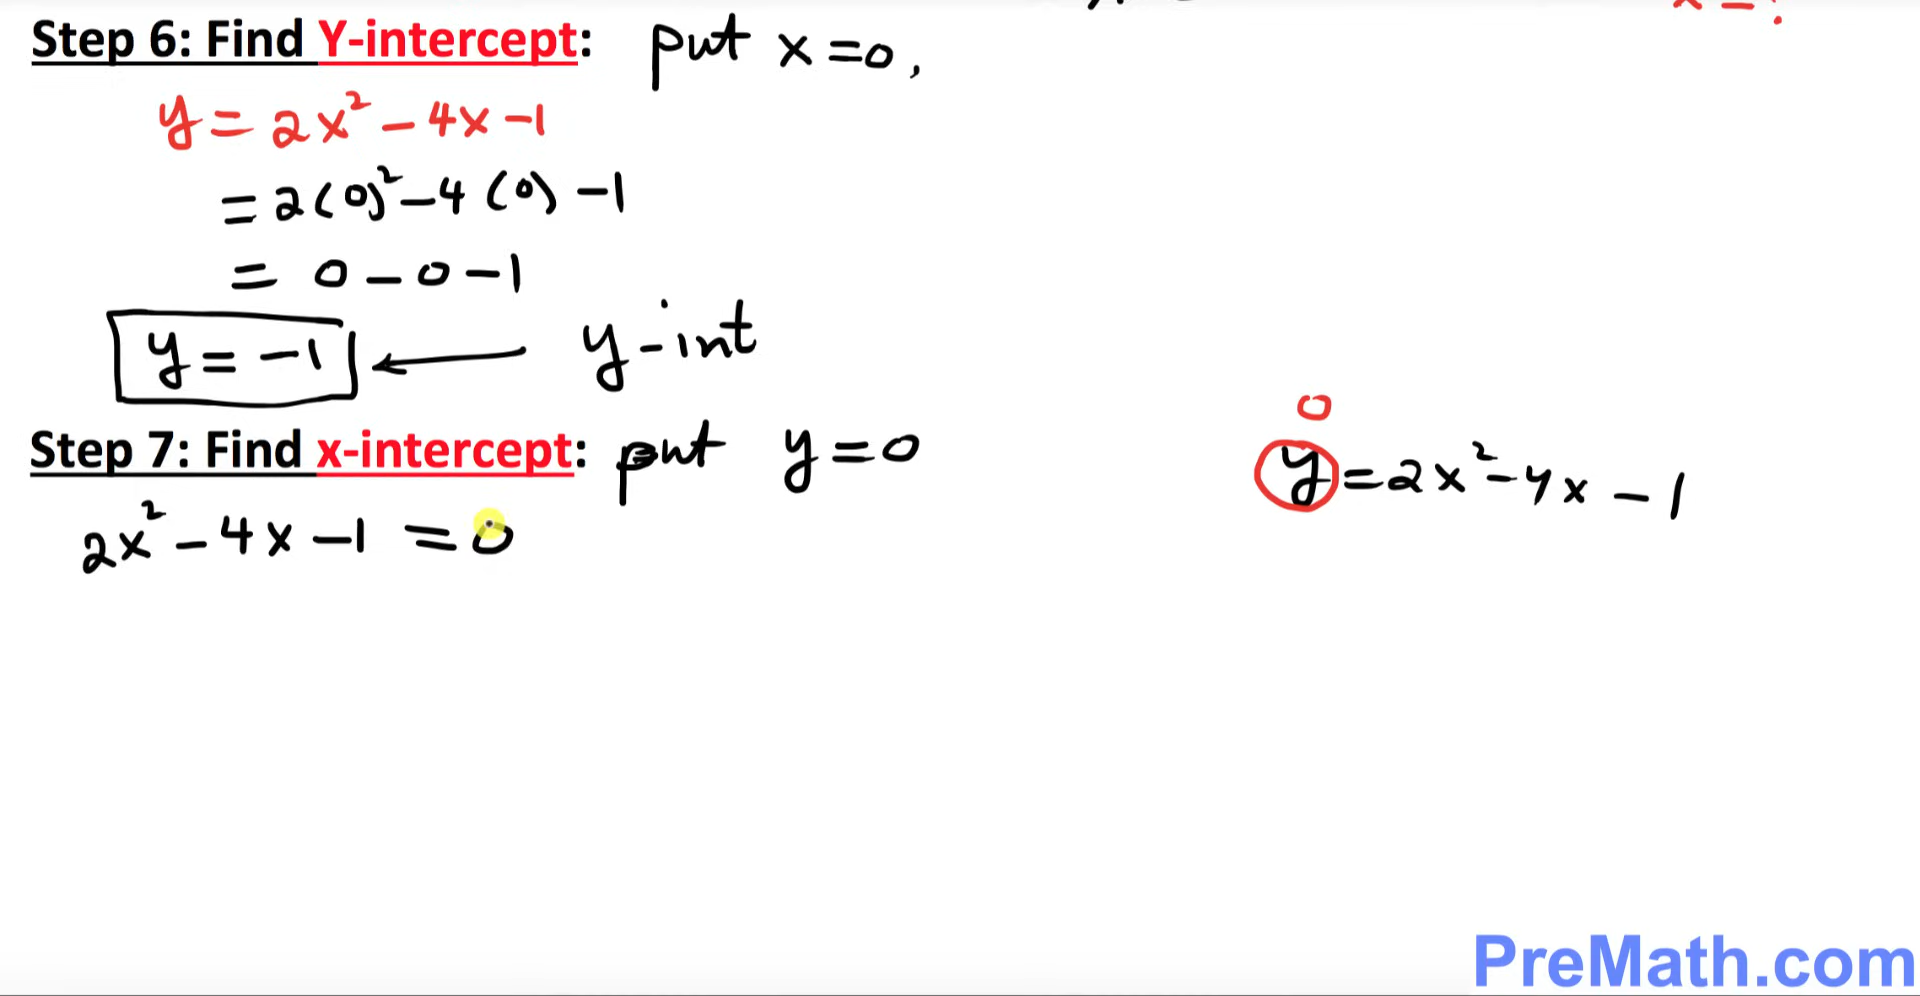 Step 6: Find Y-intercept: put x = 0,
y = 2x² - 4x - 1
= 2(0)² - 4(0) - 1
= 0 - 0 - 1
y = -1 ← y-int
Step 7: Find x-intercept: put y = 0
0
y = 2x² - 4x - 1
2x² - 4x - 1 = 0
PreMath.com